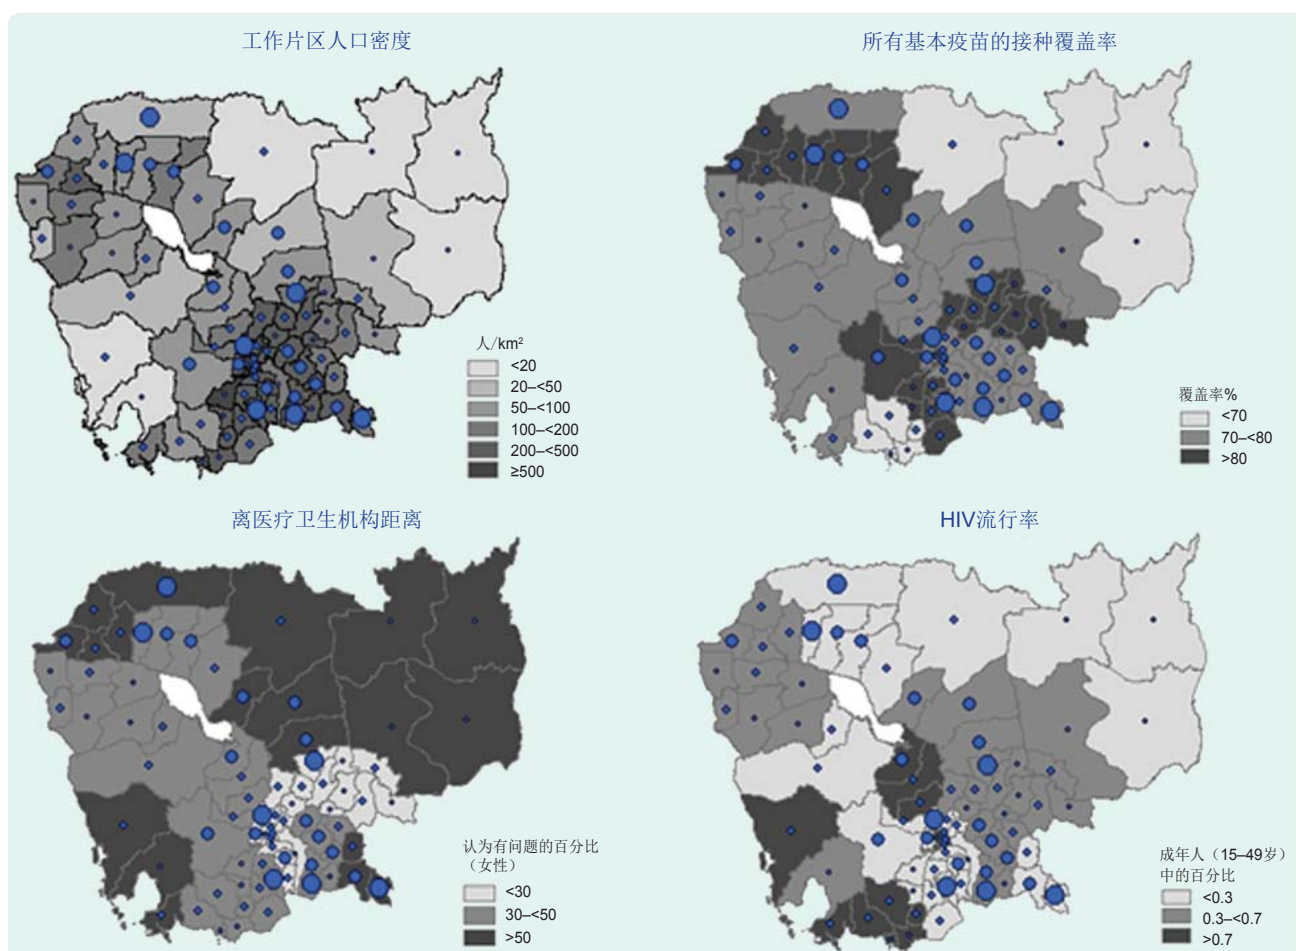 工作片区人口密度
所有基本疫苗的接种覆盖率
人/km²
<20
20–<50
50–<100
100–<200
200–<500
≥500
覆盖率%
<70
70–<80
>80
离医疗卫生机构距离
HIV流行率
认为有问题的百分比
（女性）
<30
30–<50
>50
成年人（15–49岁）
中的百分比
<0.3
0.3–<0.7
>0.7